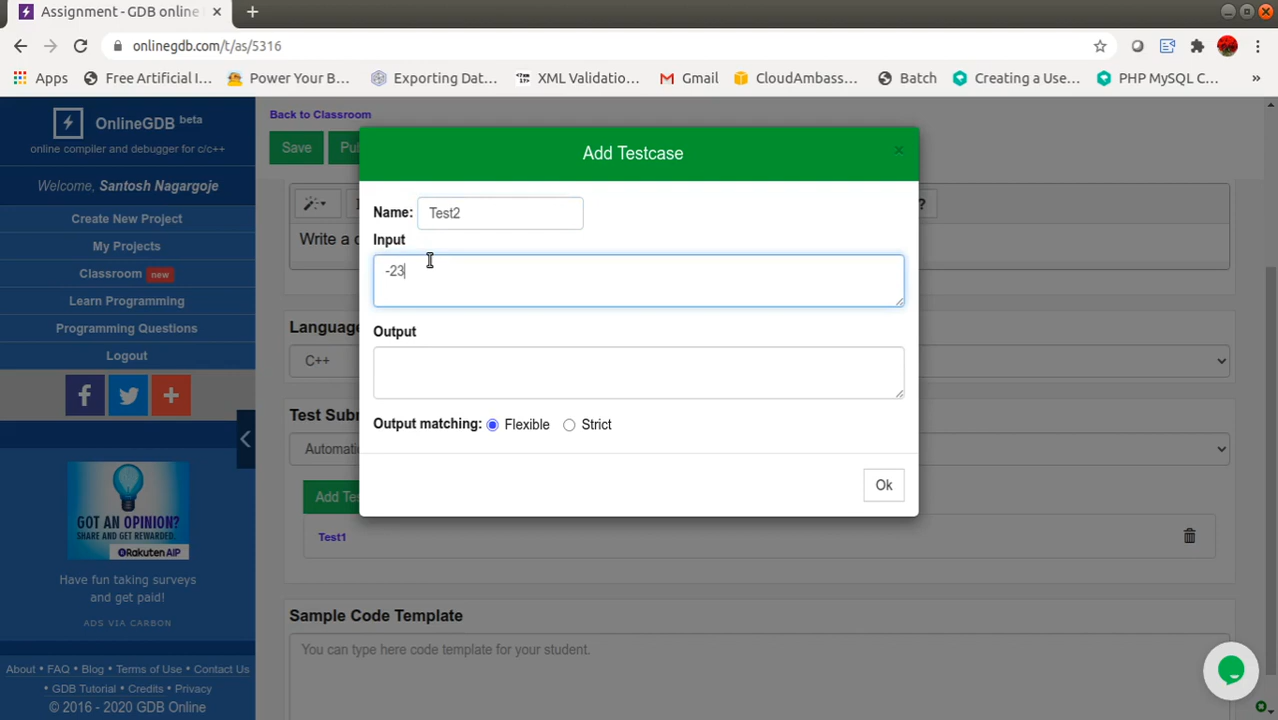 Assignment - GDB online
onlinegdb.com/t/as/5316
Apps
Free Artificial I...
Power Your B...
Exporting Dat...
XML Validatio...
Gmail
CloudAmbass...
Batch
Creating a Use...
PHP MySQL C...
»
OnlineGDB beta
online compiler and debugger for c/c++
Welcome, Santosh Nagargoje
Create New Project
My Projects
Classroom new
Learn Programming
Programming Questions
Logout
GOT AN OPINION?
SHARE AND GET REWARDED.
Rakuten AIP
Have fun taking surveys
and get paid!
ADS VIA CARBON
About • FAQ • Blog • Terms of Use • Contact Us
• GDB Tutorial • Credits • Privacy
© 2016 - 2020 GDB Online
Back to Classroom
Save
Pu
?
Write a c
Add Testcase
×
Name: Test2
Input
-23
Output
Output matching: Flexible Strict
Ok
Language
C++
Test Sub
Automa
Add Te
Test1
Sample Code Template
You can type here code template for your student.